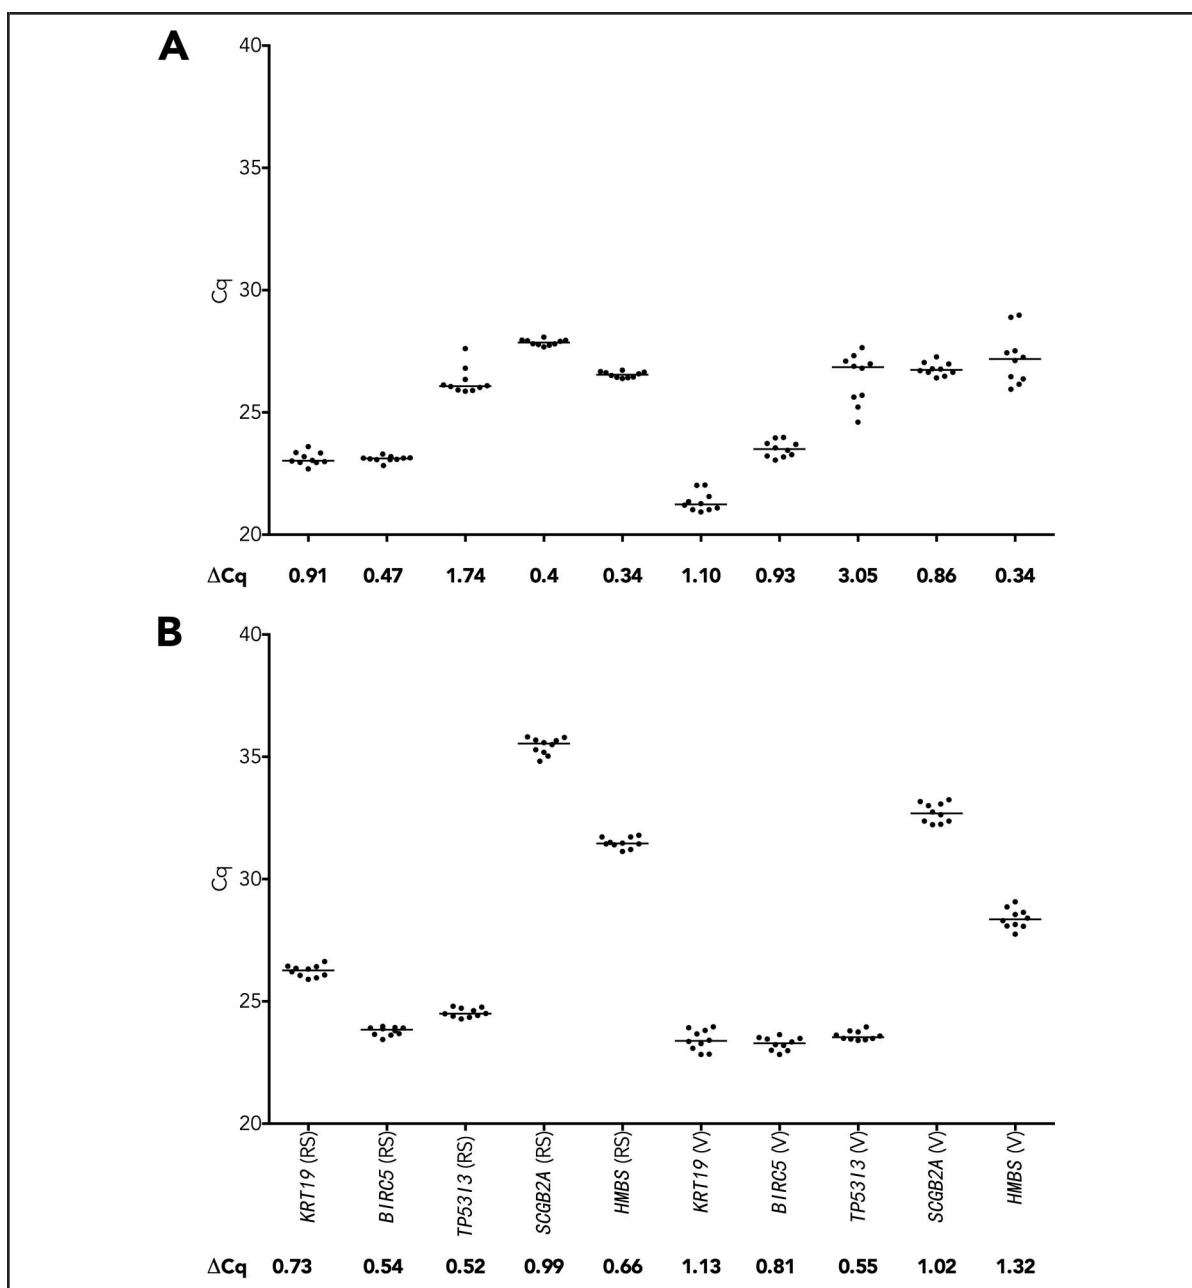 A
40
35
30
25
20
Cq
ΔCq 0.91 0.47 1.74 0.4 0.34 1.10 0.93 3.05 0.86 0.34
B
40
35
30
25
20
Cq
KRT19 (RS) BIRC5 (RS) TP53I3 (RS) SCGB2A (RS) HMBS (RS) KRT19 (V) BIRC5 (V) TP53I3 (V) SCGB2A (V) HMBS (V)
ΔCq 0.73 0.54 0.52 0.99 0.66 1.13 0.81 0.55 1.02 1.32